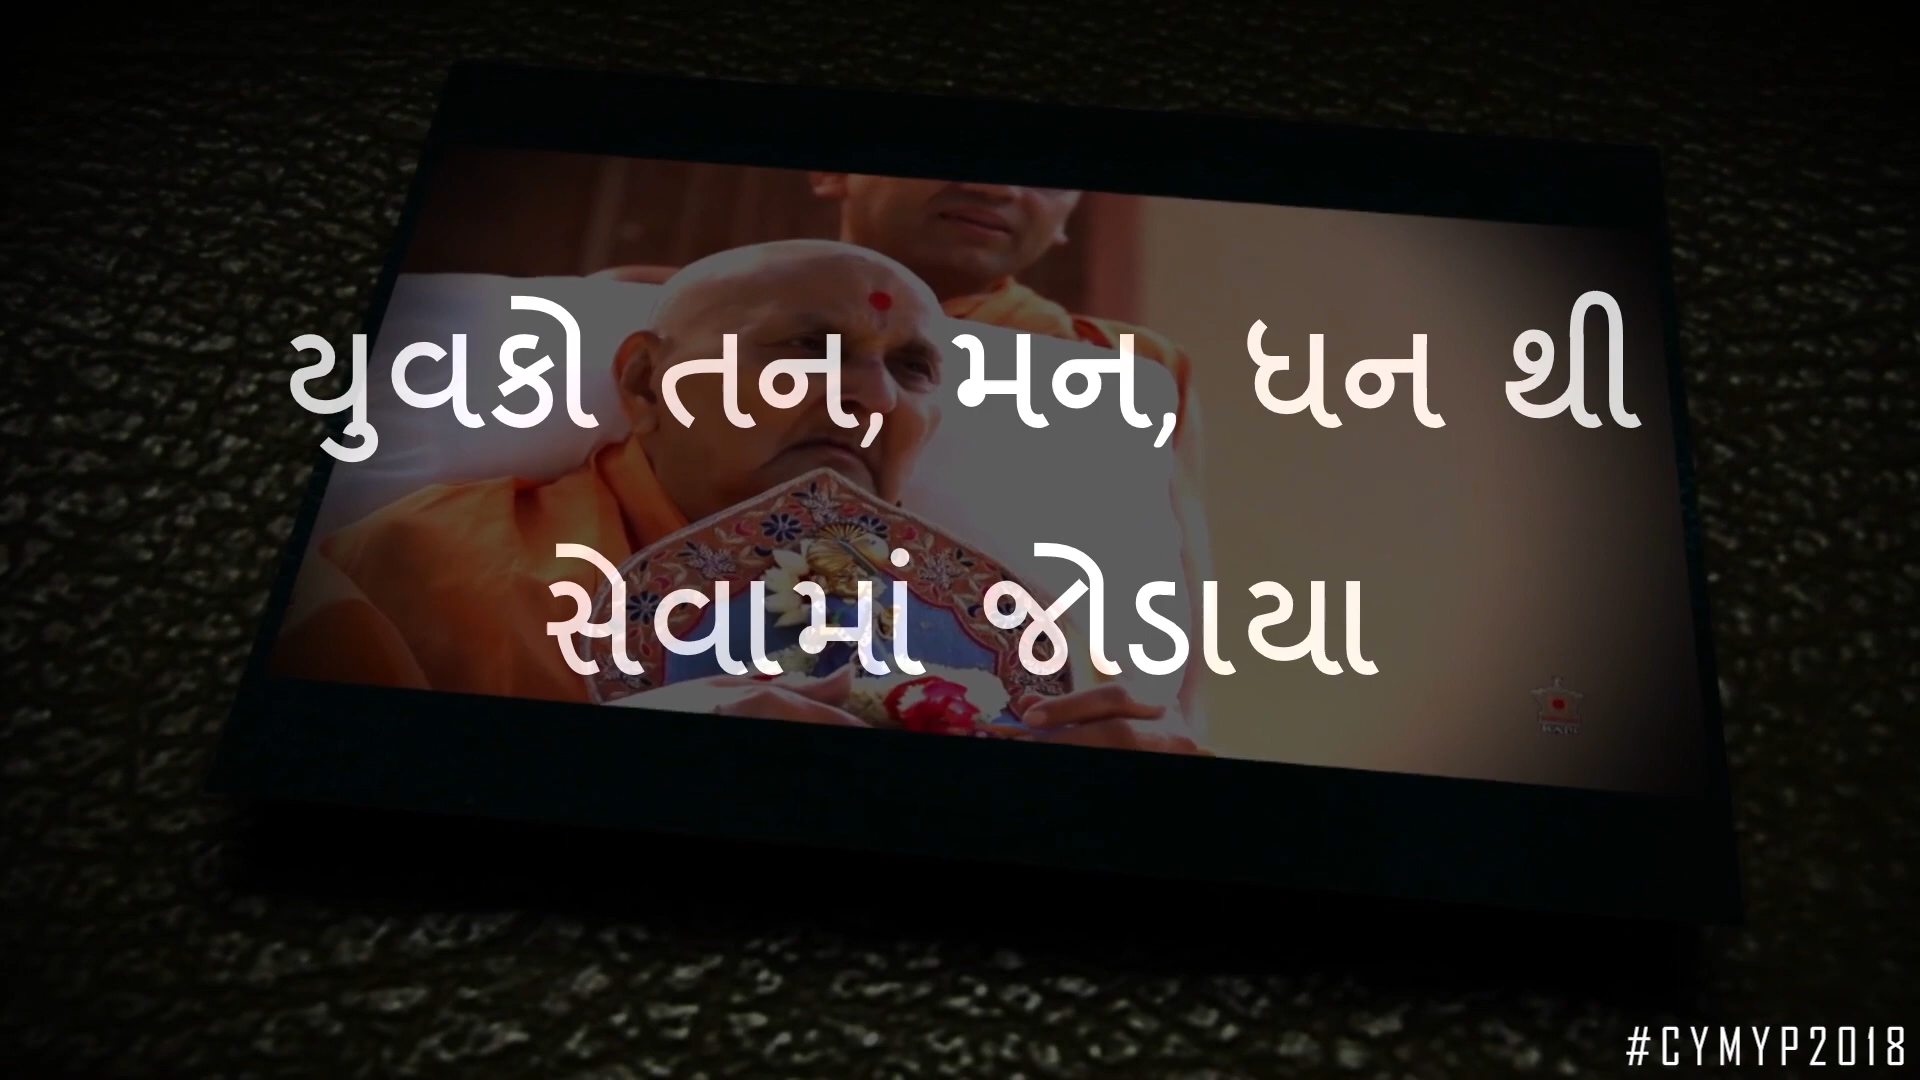 યુવકો તન, મન, ધન થી
સેવામાં જોડાયા
#CYMYP2018